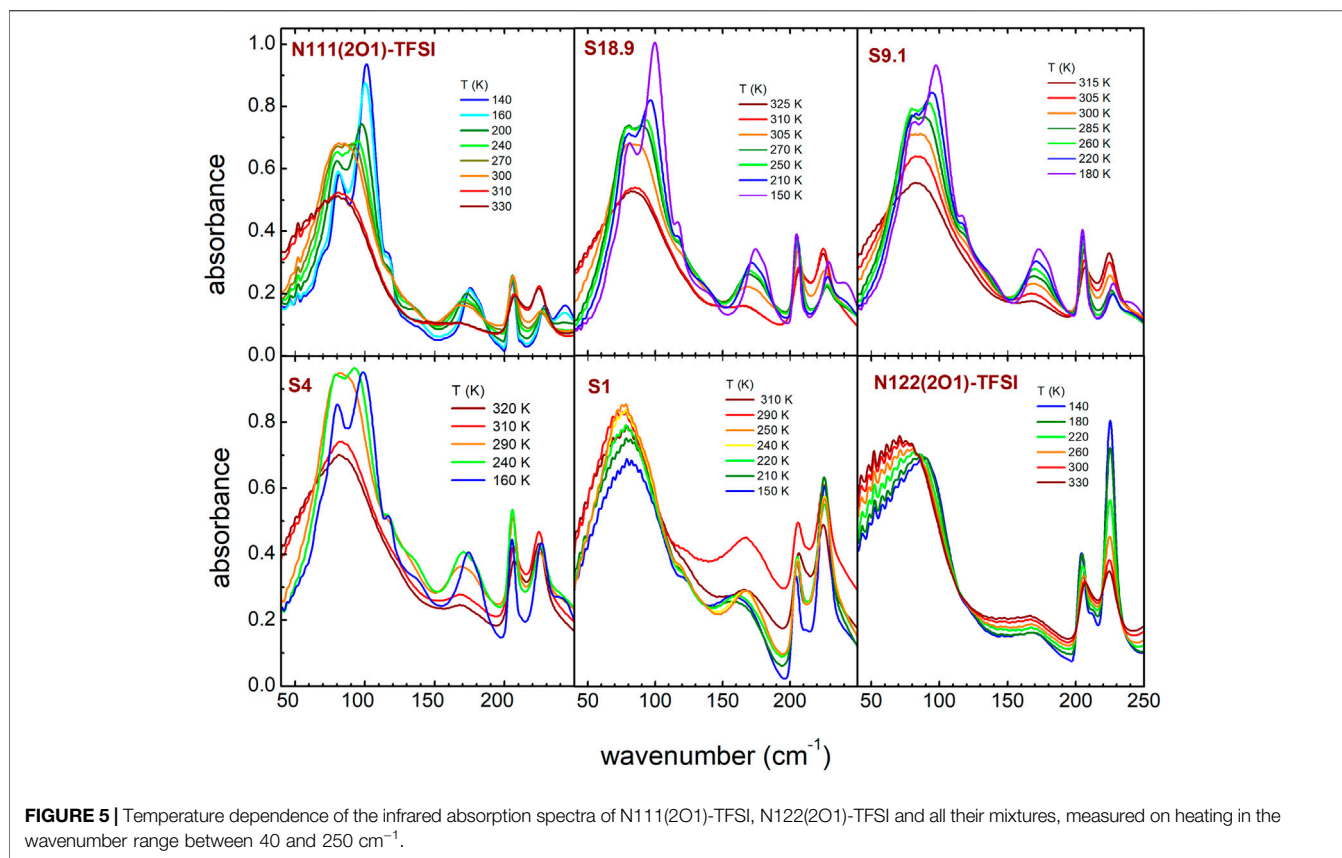 N111(2O1)-TFSI
T (K)
140
160
200
240
270
300
310
330
S18.9
T (K)
325 K
310 K
305 K
270 K
250 K
210 K
150 K
S9.1
T (K)
315 K
305 K
300 K
285 K
260 K
220 K
180 K
absorbance
1.0
0.8
0.6
0.4
0.2
0.0
S4
T (K)
320 K
310 K
290 K
240 K
160 K
S1
T (K)
310 K
290 K
250 K
240 K
220 K
210 K
150 K
N122(2O1)-TFSI
T (K)
140
180
220
260
300
330
absorbance
0.8
0.6
0.4
0.2
0.0
50 100 150 200 50 100 150 200 50 100 150 200 250
wavenumber (cm⁻¹)
FIGURE 5 | Temperature dependence of the infrared absorption spectra of N111(2O1)-TFSI, N122(2O1)-TFSI and all their mixtures, measured on heating in the
wavenumber range between 40 and 250 cm⁻¹.